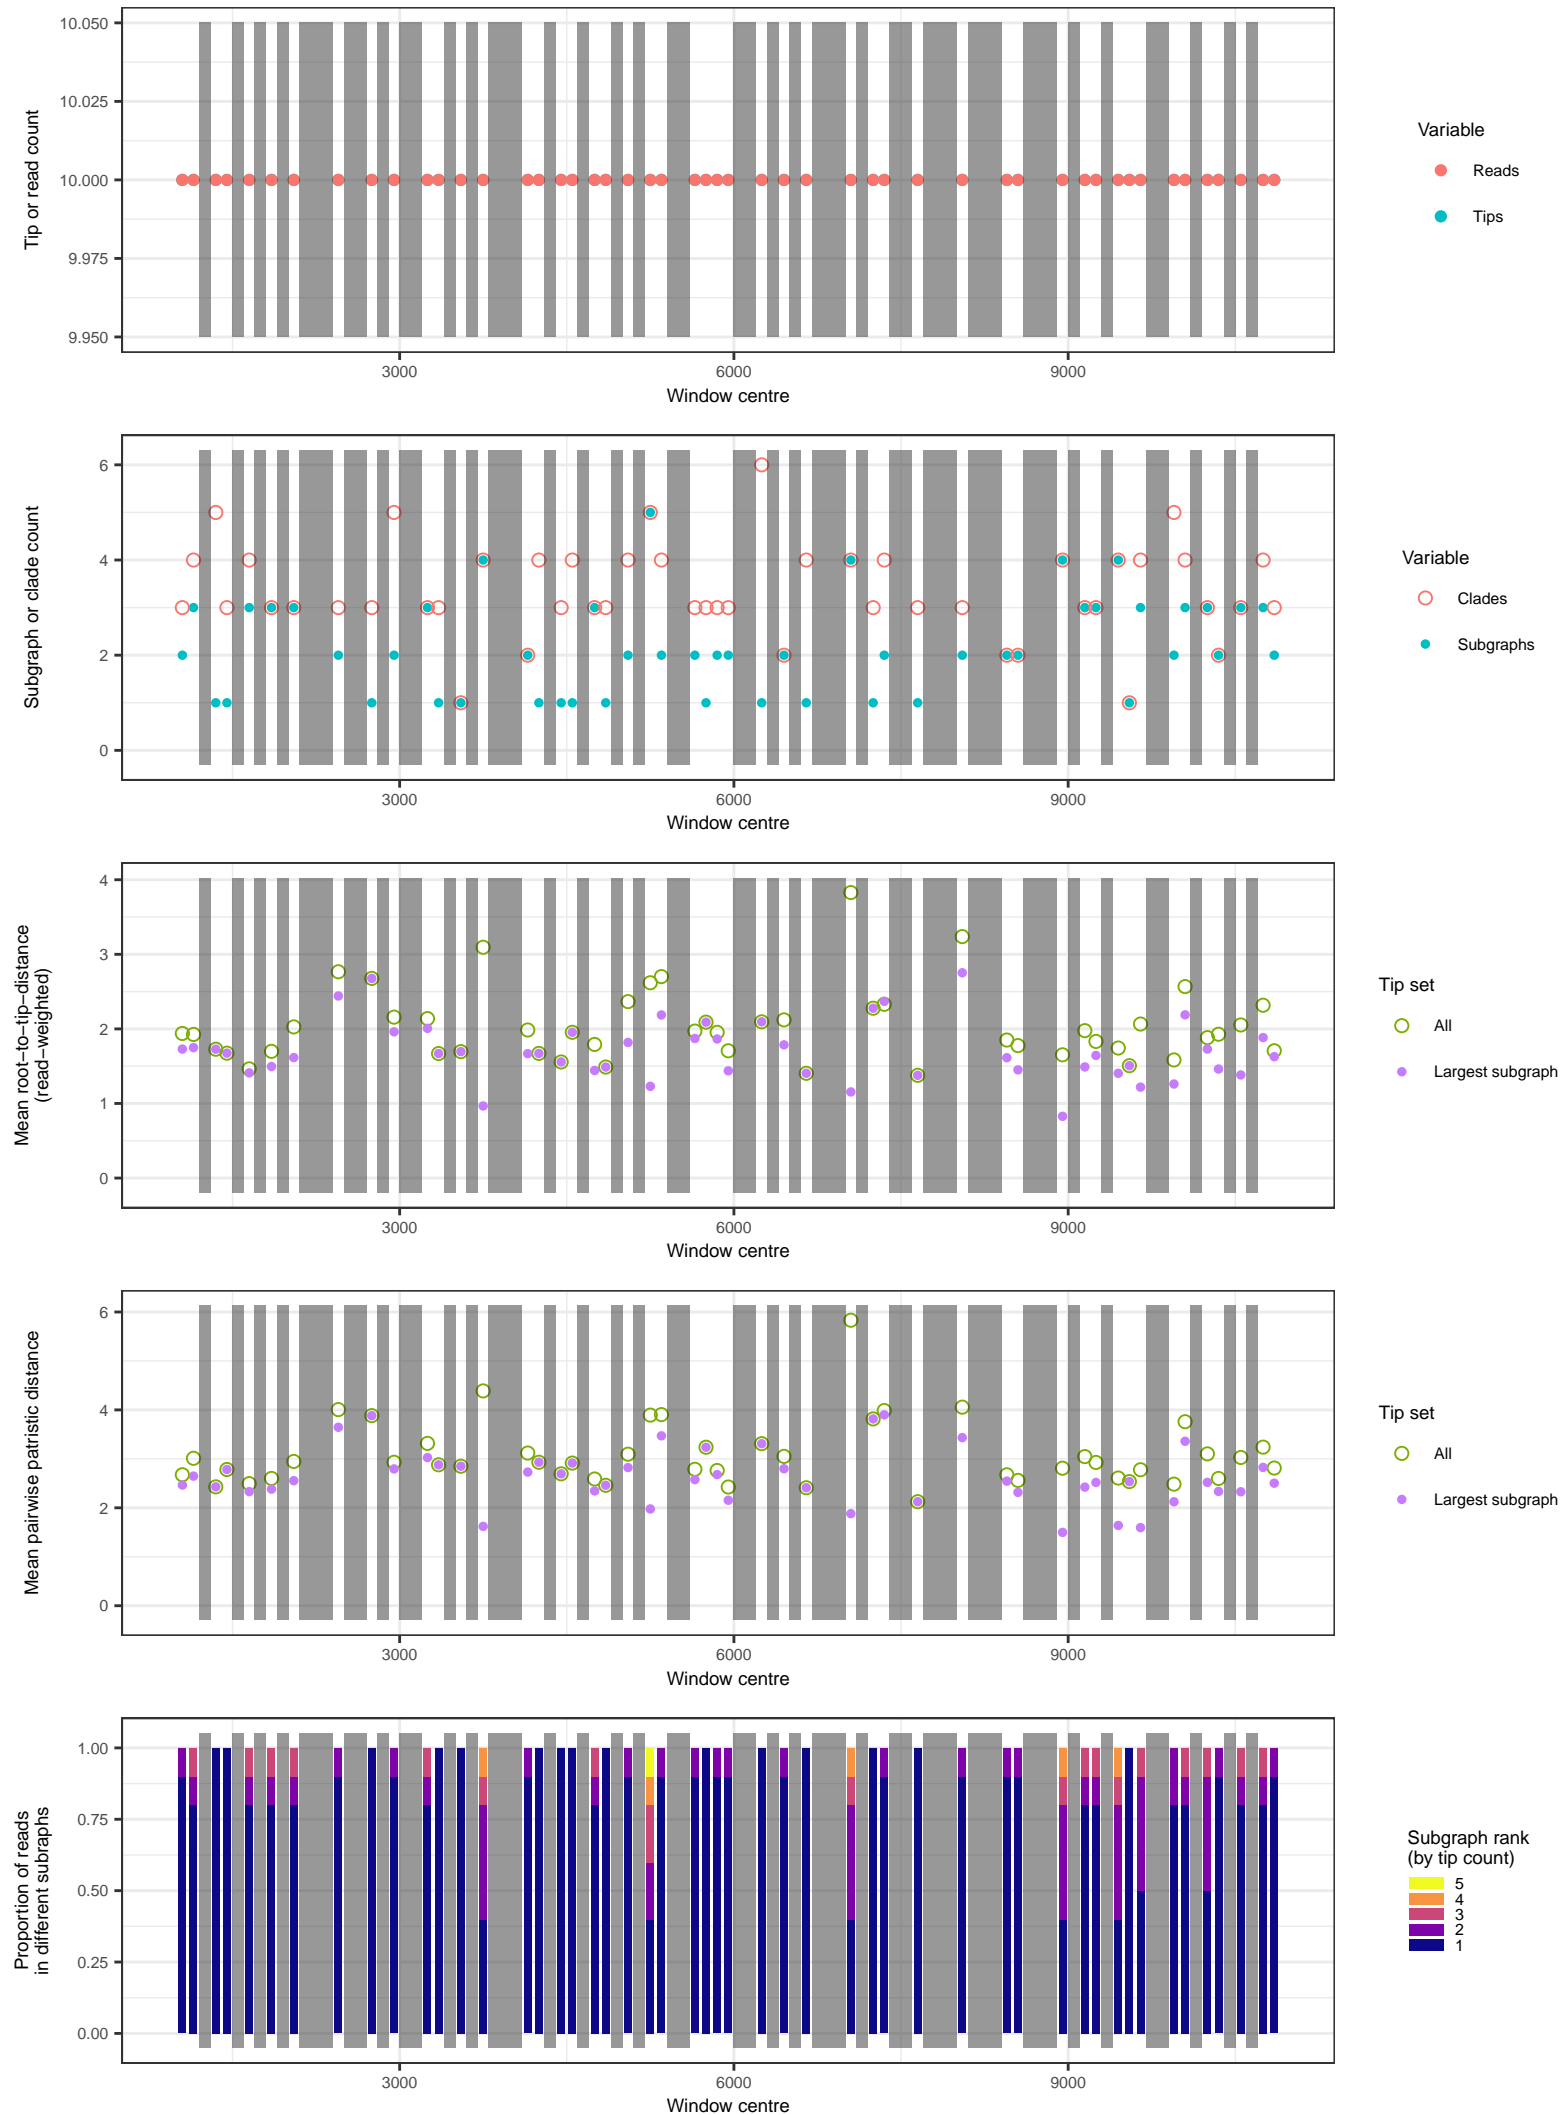 10.050
10.025
10.000
9.975
9.950
Tip or read count
3000
6000
9000
Window centre
Variable
Reads
Tips
6
4
2
0
Subgraph or clade count
3000
6000
9000
Window centre
Variable
Clades
Subgraphs
4
3
2
1
0
Mean root−to−tip−distance
(read−weighted)
3000
6000
9000
Window centre
Tip set
All
Largest subgraph
6
4
2
0
Mean pairwise patristic distance
3000
6000
9000
Window centre
Tip set
All
Largest subgraph
1.00
0.75
0.50
0.25
0.00
Proportion of reads
in different subraphs
3000
6000
9000
Window centre
Subgraph rank
(by tip count)
5
4
3
2
1